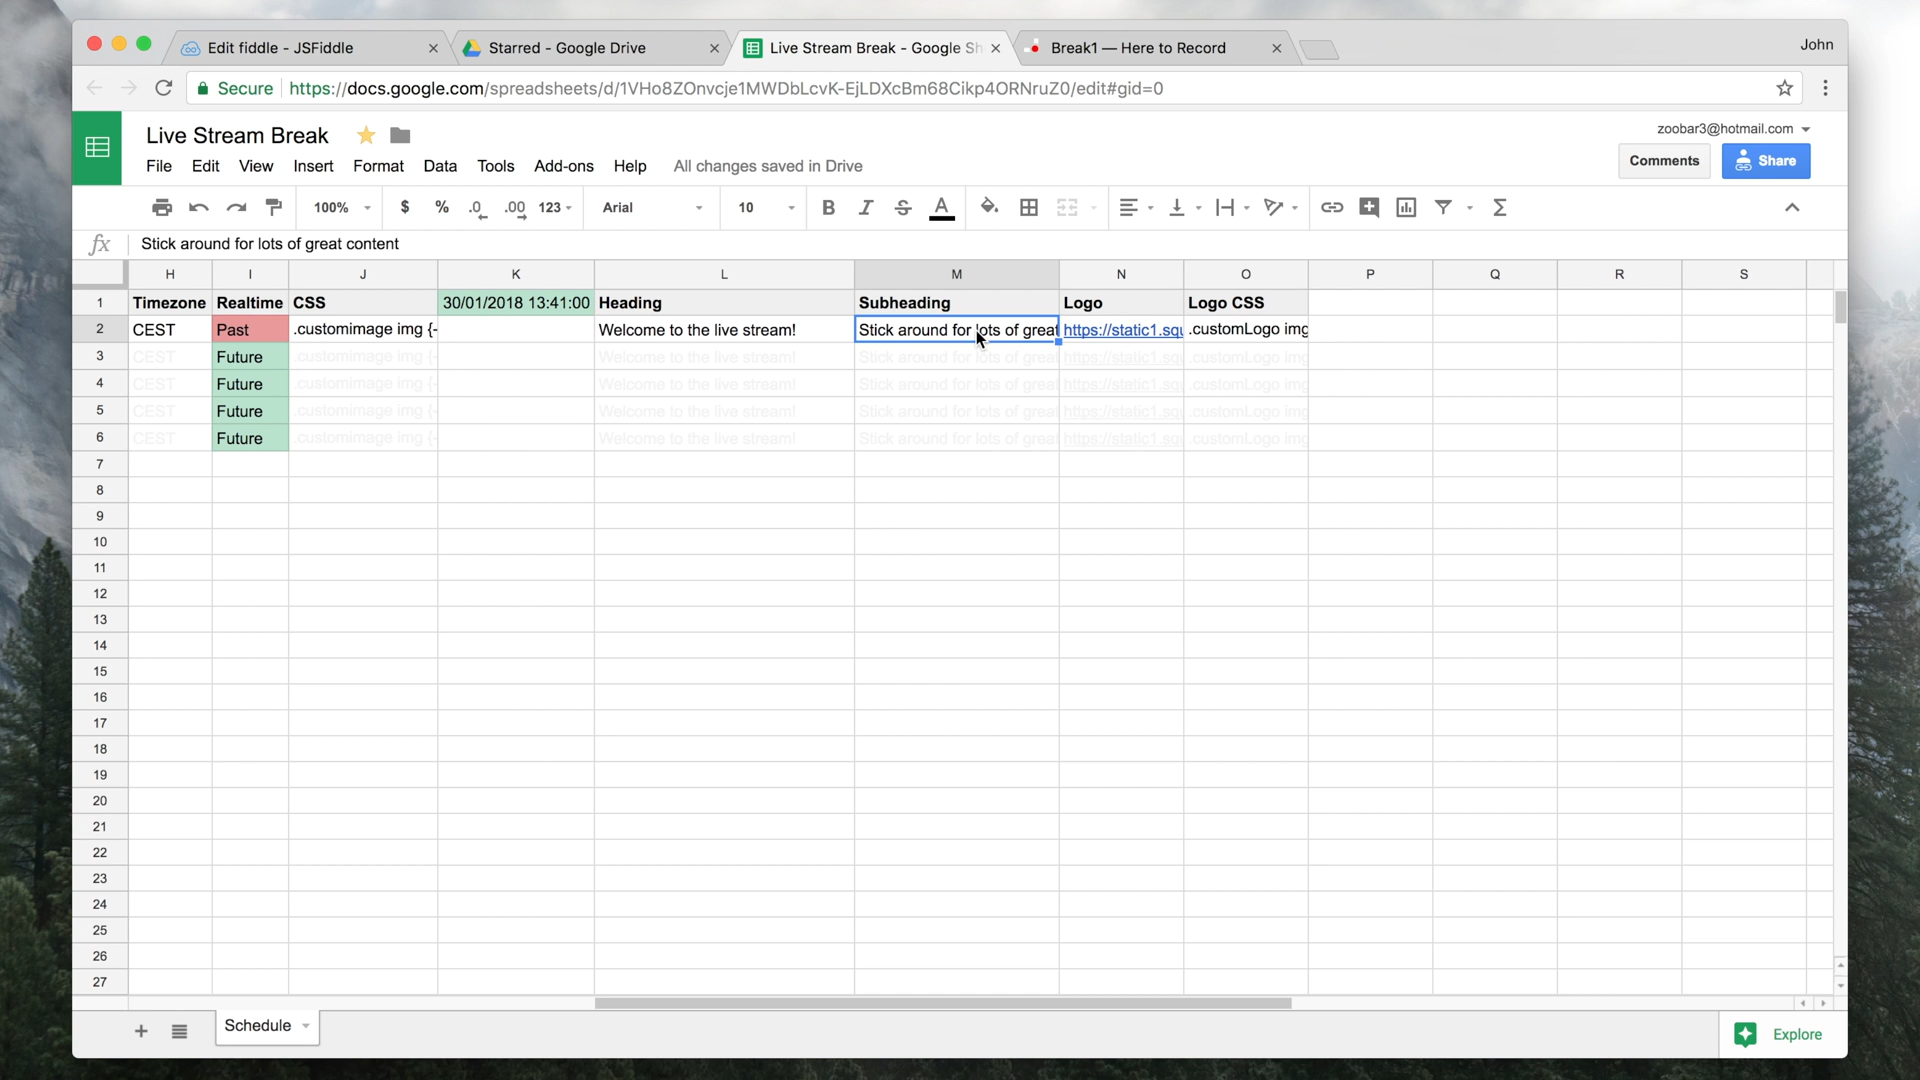 Edit fiddle - JSFiddle
Starred - Google Drive
Live Stream Break - Google Sh
Break1 — Here to Record
John
Secure
https://docs.google.com/spreadsheets/d/1VHo8ZOnvcje1MWDbLcvK-EjLDXcBm68Cikp4ORNruZ0/edit#gid=0
Live Stream Break
zoobar3@hotmail.com
File Edit View Insert Format Data Tools Add-ons Help All changes saved in Drive
Comments
Share
100% $ % .0 .00 123 Arial 10 B I S A Σ
fx Stick around for lots of great content
H I J K L M N O P Q R S
1 Timezone Realtime CSS 30/01/2018 13:41:00 Heading Subheading Logo Logo CSS
2 CEST Past .customimage img {- Welcome to the live stream! Stick around for lots of great https://static1.squ .customLogo img
3 CEST Future .customimage img {- Welcome to the live stream! Stick around for lots of great https://static1.squ .customLogo img
4 CEST Future .customimage img {- Welcome to the live stream! Stick around for lots of great https://static1.squ .customLogo img
5 CEST Future .customimage img {- Welcome to the live stream! Stick around for lots of great https://static1.squ .customLogo img
6 CEST Future .customimage img {- Welcome to the live stream! Stick around for lots of great https://static1.squ .customLogo img
7
8
9
10
11
12
13
14
15
16
17
18
19
20
21
22
23
24
25
26
27
Schedule
Explore